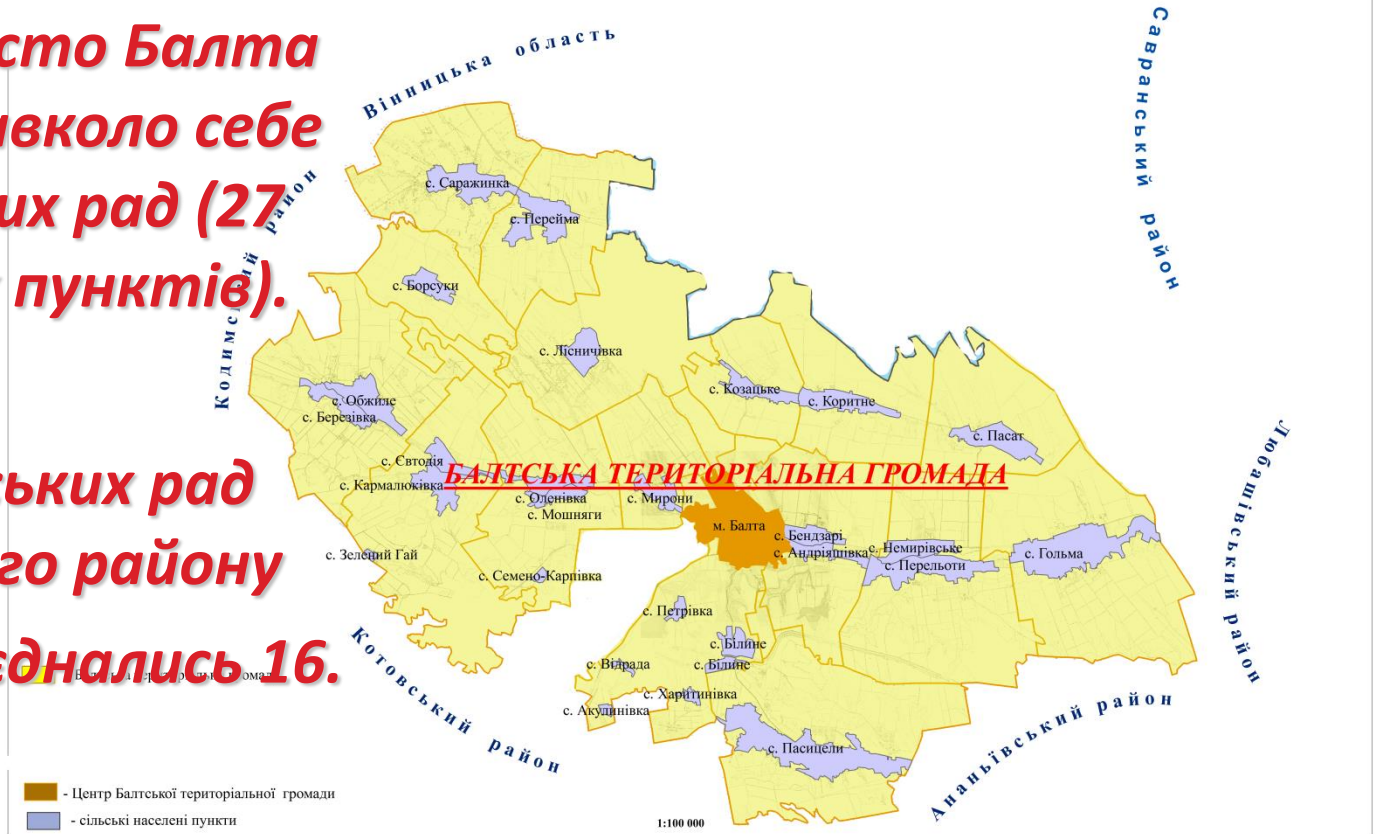 сто Балта
вколо себе
их рад (27
пунктів).
ьких рад
го району
єднались 16.
Вінницька область
Савранський район
Кодимський район
Любашівський район
Котовський район
Ананьївський район
с. Саражинка
с. Перейма
с. Борсуки
с. Лісничівка
с. Козацьке
с. Коритне
с. Обжиле
с. Березівка
с. Пасат
с. Євтодія
БАЛТСЬКА ТЕРИТОРІАЛЬНА ГРОМАДА
с. Кармалюківка
с. Оленівка
с. Мирони
с. Мошняги
м. Балта
с. Бендзарі
с. Андріяшівка
с. Немирівське
с. Перельоти
с. Гольма
с. Зелений Гай
с. Семено-Карпівка
с. Петрівка
с. Білине
с. Відрада
с. Білине
с. Харитинівка
с. Акулинівка
с. Пасицели
- Центр Балтської територіальної громади
- сільські населені пункти
1:100 000